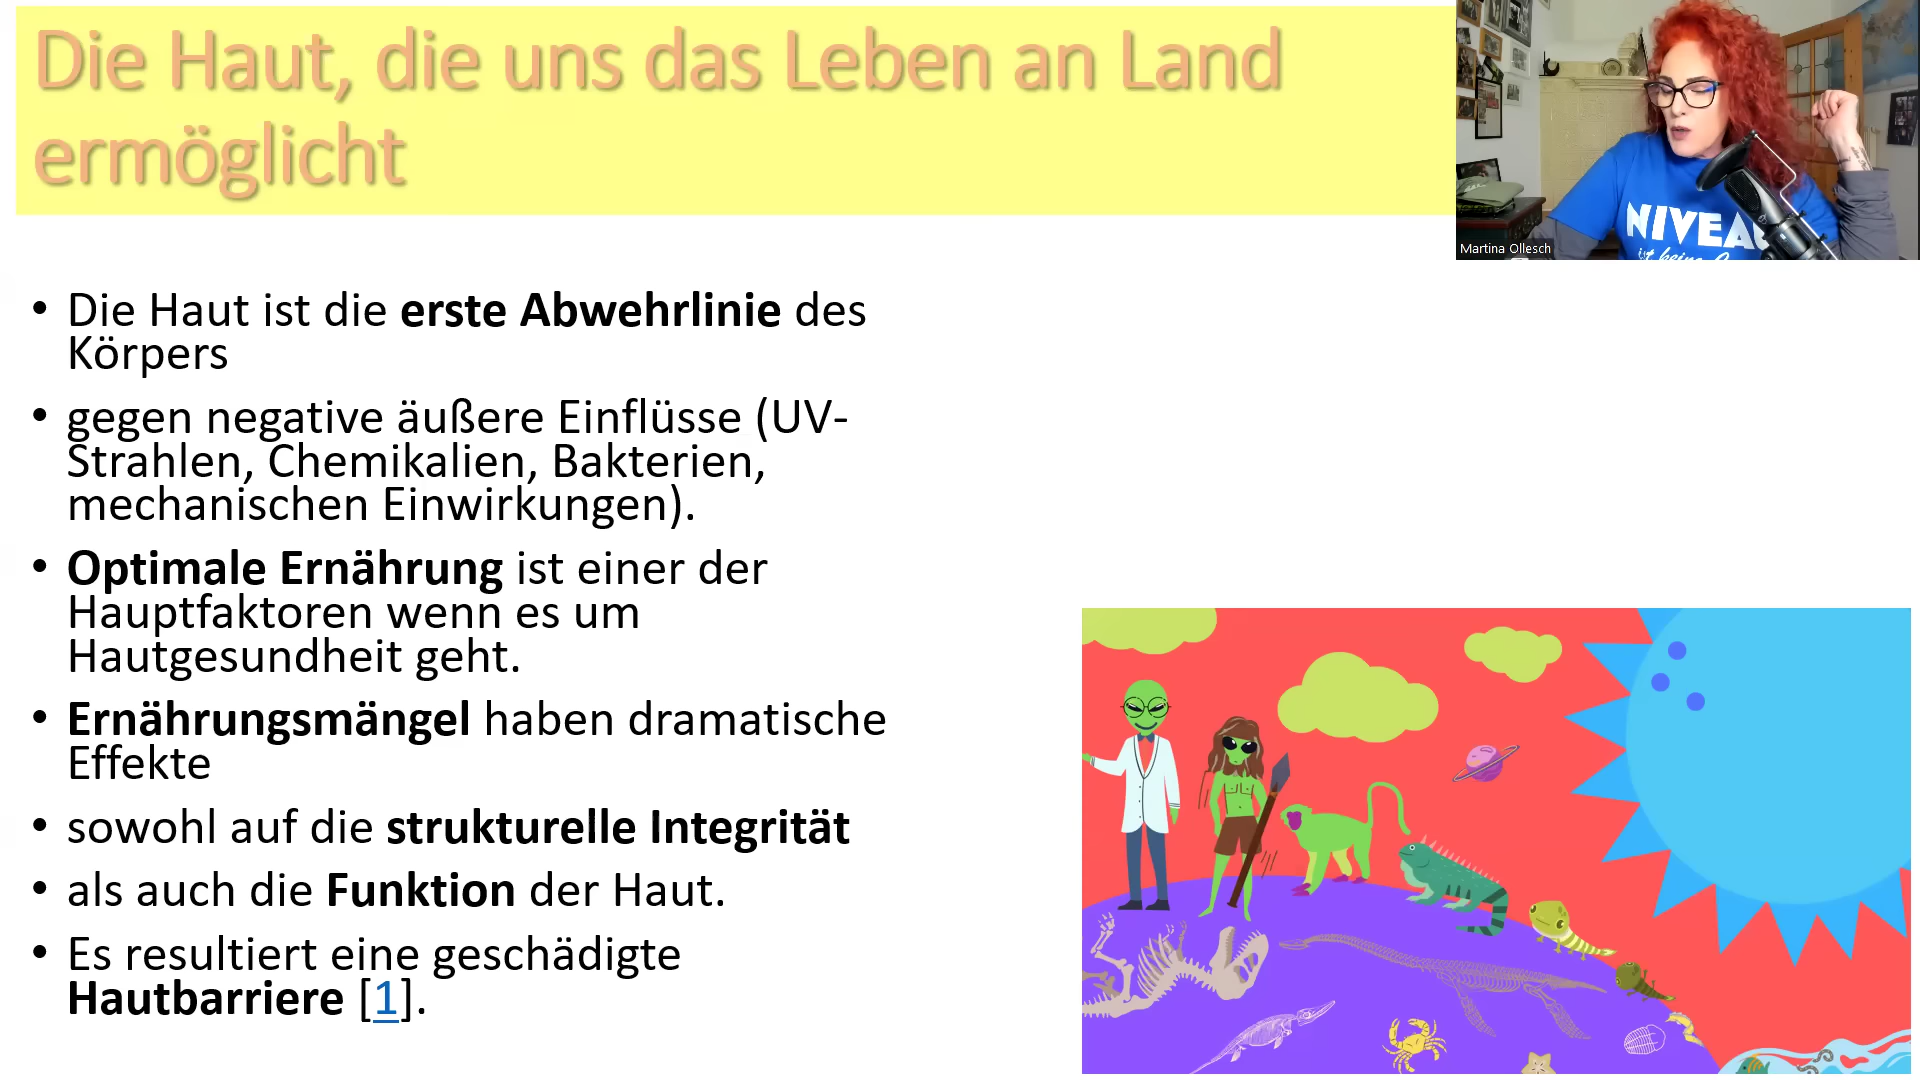 Die Haut, die uns das Leben an Land
ermöglicht
Martina Ollesch
NIVEA
ist keine
• Die Haut ist die erste Abwehrlinie des
Körpers
• gegen negative äußere Einflüsse (UV-
Strahlen, Chemikalien, Bakterien,
mechanischen Einwirkungen).
• Optimale Ernährung ist einer der
Hauptfaktoren wenn es um
Hautgesundheit geht.
• Ernährungsmängel haben dramatische
Effekte
• sowohl auf die strukturelle Integrität
• als auch die Funktion der Haut.
• Es resultiert eine geschädigte
Hautbarriere [1].